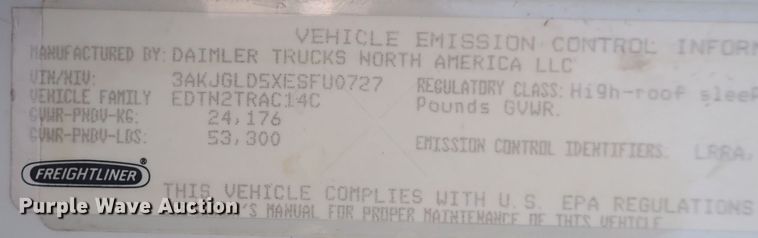 VEHICLE EMISSION CONTROL INFORM
MANUFACTURED BY: DAIMLER TRUCKS NORTH AMERICA LLC
VIN/NIV: 3AKJGLD5XESFU0727 REGULATORY CLASS: High-roof sleep
VEHICLE FAMILY EDTN2TRAC14C Pounds GVWR.
GVWR-PNBV-KG: 24,176
GVWR-PNBV-LBS: 53,300 EMISSION CONTROL IDENTIFIERS. LRRA,
FREIGHTLINER
THIS VEHICLE COMPLIES WITH U.S. EPA REGULATIONS
Purple Wave Auction
'S MANUAL FOR PROPER MAINTENANCE OF THIS VEHICLE